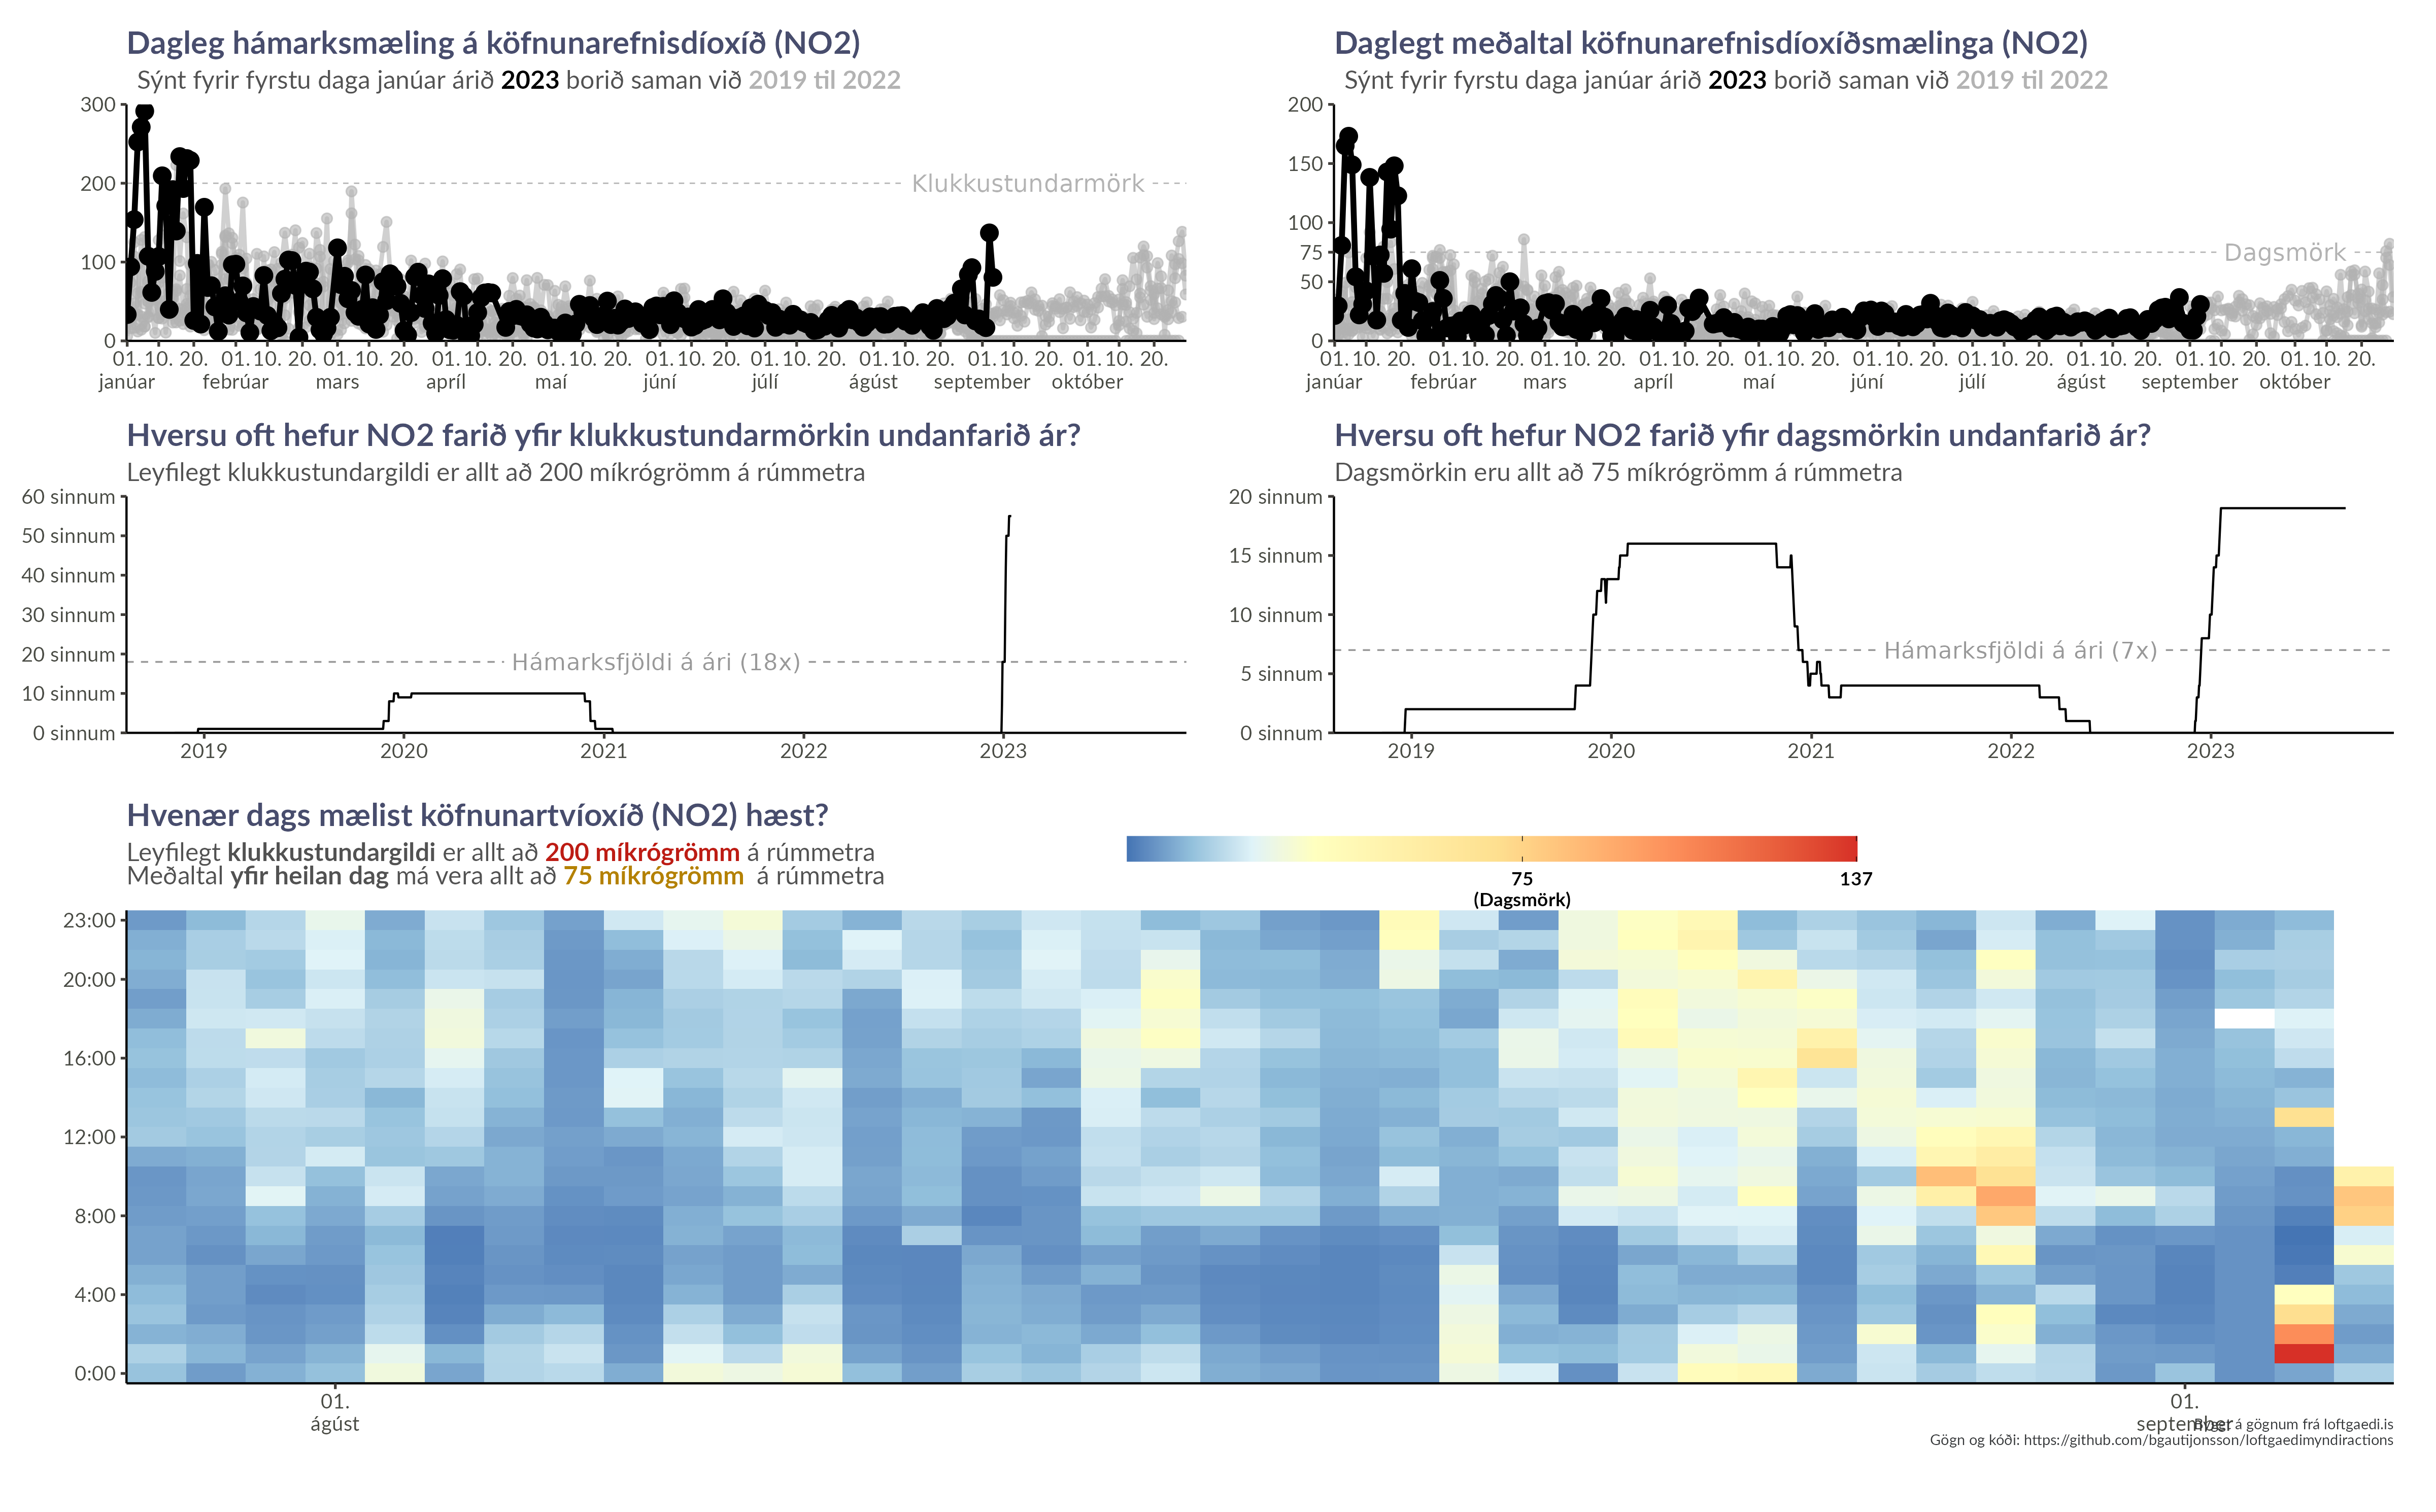 Dagleg hámarksmæling á köfnunarefnisdíoxíð (NO2)
Sýnt fyrir fyrstu daga janúar árið 2023 borið saman við 2019 til 2022
300
200
100
0
Klukkustundarmörk
01. 10. 20. 01. 10. 20. 01. 10. 20. 01. 10. 20. 01. 10. 20. 01. 10. 20. 01. 10. 20. 01. 10. 20. 01. 10. 20. 01. 10. 20.
janúar febrúar mars apríl maí júní júlí ágúst september október
Daglegt meðaltal köfnunarefnisdíoxíðsmælinga (NO2)
Sýnt fyrir fyrstu daga janúar árið 2023 borið saman við 2019 til 2022
200
150
100
75
50
0
Dagsmörk
01. 10. 20. 01. 10. 20. 01. 10. 20. 01. 10. 20. 01. 10. 20. 01. 10. 20. 01. 10. 20. 01. 10. 20. 01. 10. 20. 01. 10. 20.
janúar febrúar mars apríl maí júní júlí ágúst september október
Hversu oft hefur NO2 farið yfir klukkustundarmörkin undanfarið ár?
Leyfilegt klukkustundargildi er allt að 200 míkrógrömm á rúmmetra
60 sinnum
50 sinnum
40 sinnum
30 sinnum
20 sinnum
10 sinnum
0 sinnum
Hámarksfjöldi á ári (18x)
2019 2020 2021 2022 2023
Hversu oft hefur NO2 farið yfir dagsmörkin undanfarið ár?
Dagsmörkin eru allt að 75 míkrógrömm á rúmmetra
20 sinnum
15 sinnum
10 sinnum
5 sinnum
0 sinnum
Hámarksfjöldi á ári (7x)
2019 2020 2021 2022 2023
Hvenær dags mælist köfnunartvíoxíð (NO2) hæst?
Leyfilegt klukkustundargildi er allt að 200 míkrógrömm á rúmmetra
Meðaltal yfir heilan dag má vera allt að 75 míkrógrömm á rúmmetra
75 137
(Dagsmörk)
23:00
20:00
16:00
12:00
8:00
4:00
0:00
01. 01.
ágúst september
á gögnum frá loftgaedi.is
Gögn og kóði: https://github.com/bgautijonsson/loftgaedimyndiractions